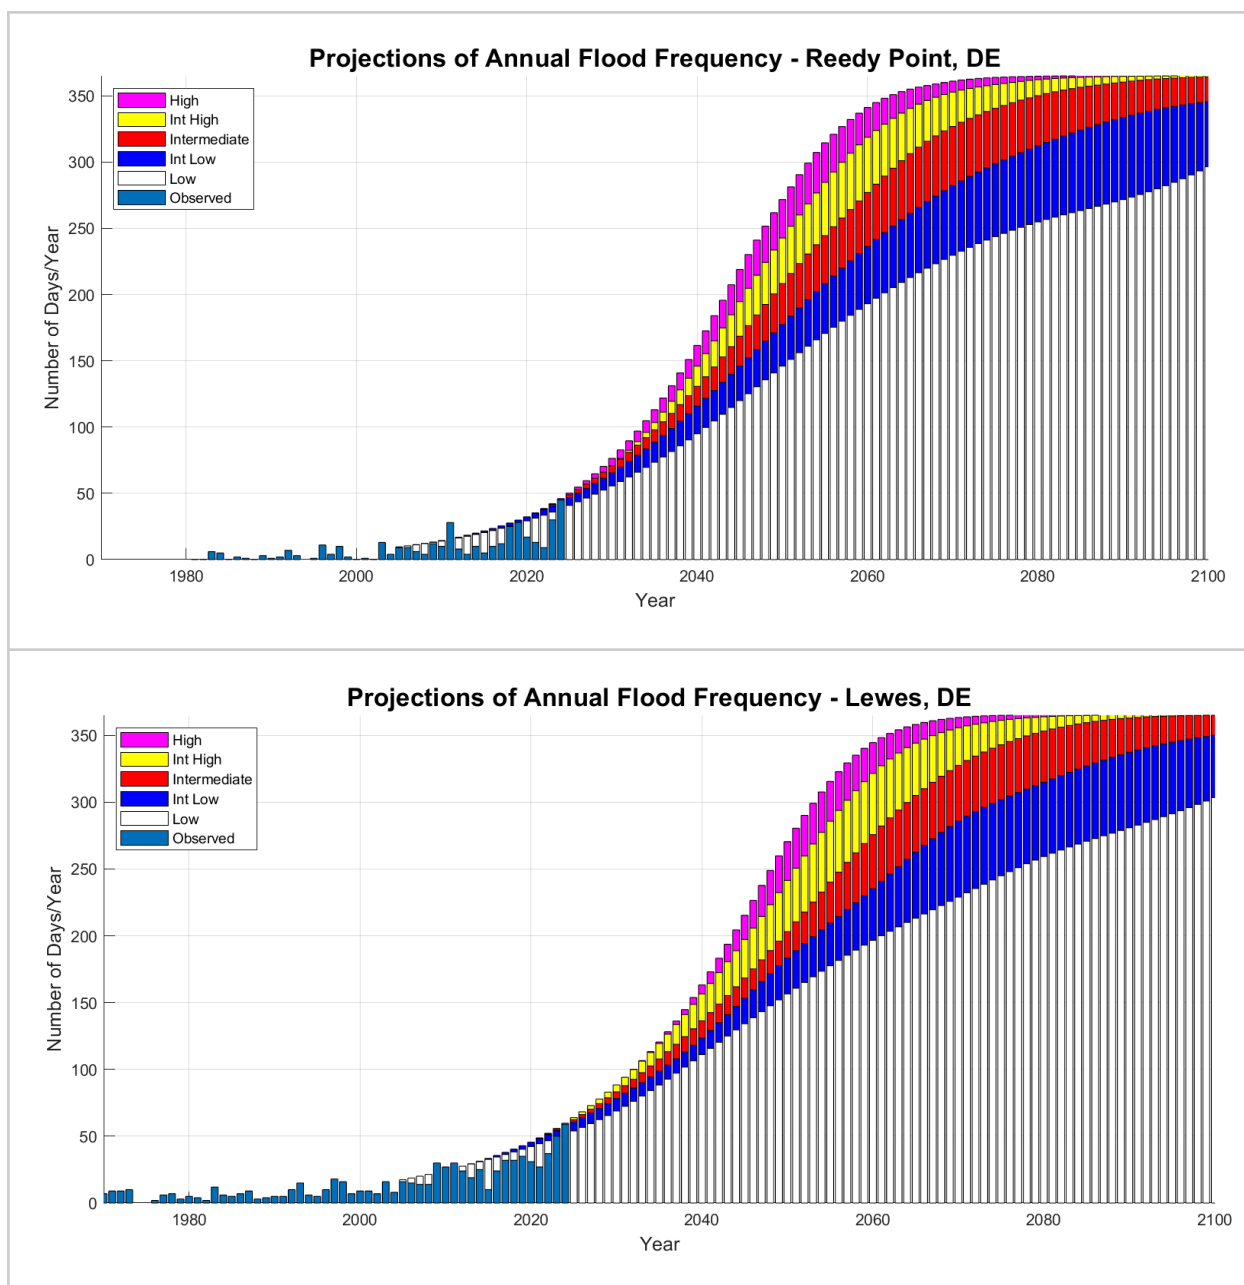 Projections of Annual Flood Frequency - Reedy Point, DE
High
Int High
Intermediate
Int Low
Low
Observed
350
300
250
200
150
100
50
0
Number of Days/Year
1980 2000 2020 2040 2060 2080 2100
Year
Projections of Annual Flood Frequency - Lewes, DE
High
Int High
Intermediate
Int Low
Low
Observed
350
300
250
200
150
100
50
0
Number of Days/Year
1980 2000 2020 2040 2060 2080 2100
Year